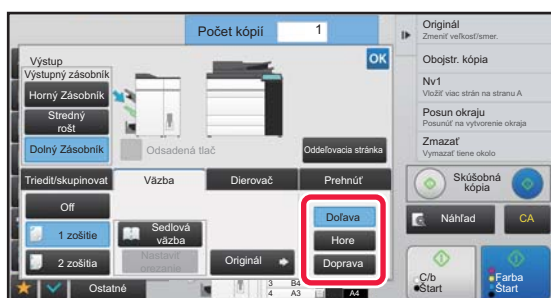 Počet kópií 1
Výstup
Výstupný zásobník
Horný Zásobník
Stredný
rošt
Dolný Zásobník
Odsadená tlač
OK
Oddeľovacia stránka
Triedit/skupinovat
Väzba
Dierovač
Prehnúť
Off
1 zošitie
2 zošitia
Sedlová
väzba
Nastaviť
orezanie
Originál
Doľava
Hore
Doprava
Ostatné
3 B4
4 A3
A4
Originál
Zmeniť veľkosť/smer.
Obojstr. kópia
Nv1
Vložiť viac strán na stranu A
Posun okraju
Posunúť na vytvorenie okraja
Zmazať
Vymazať tiene okolo
Skúšobná
kópia
Náhľad
CA
C/b
Štart
Farba
Štart